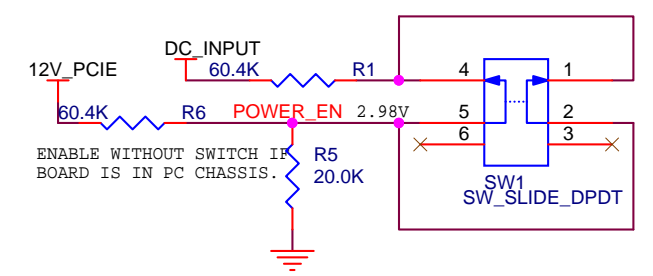 DC_INPUT
12V_PCIE
60.4K R1 4 1
60.4K R6 POWER_EN 2.98V 5 2
6 3
ENABLE WITHOUT SWITCH IF
BOARD IS IN PC CHASSIS.
R5
20.0K
SW1
SW_SLIDE_DPDT